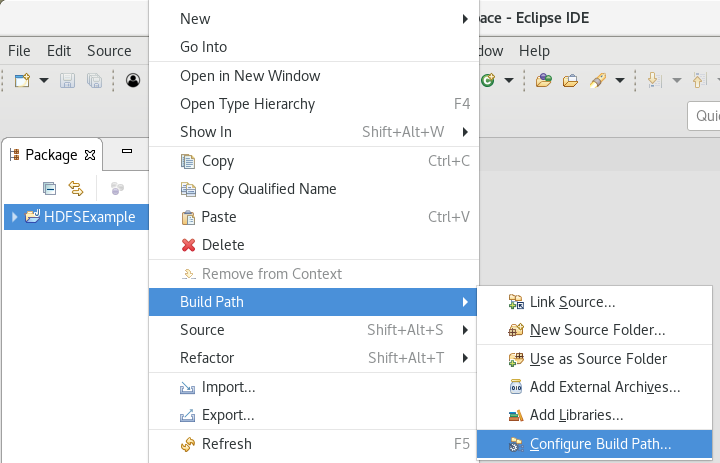 New
ace - Eclipse IDE
File Edit Source
dow Help
Go Into
Open in New Window
Open Type Hierarchy F4
Show In Shift+Alt+W
Quic
Package
Copy Ctrl+C
Copy Qualified Name
HDFSExample
Paste Ctrl+V
Delete
Remove from Context
Build Path
Source Shift+Alt+S
Refactor Shift+Alt+T
Import...
Export...
Refresh F5
Link Source...
New Source Folder...
Use as Source Folder
Add External Archives...
Add Libraries...
Configure Build Path...